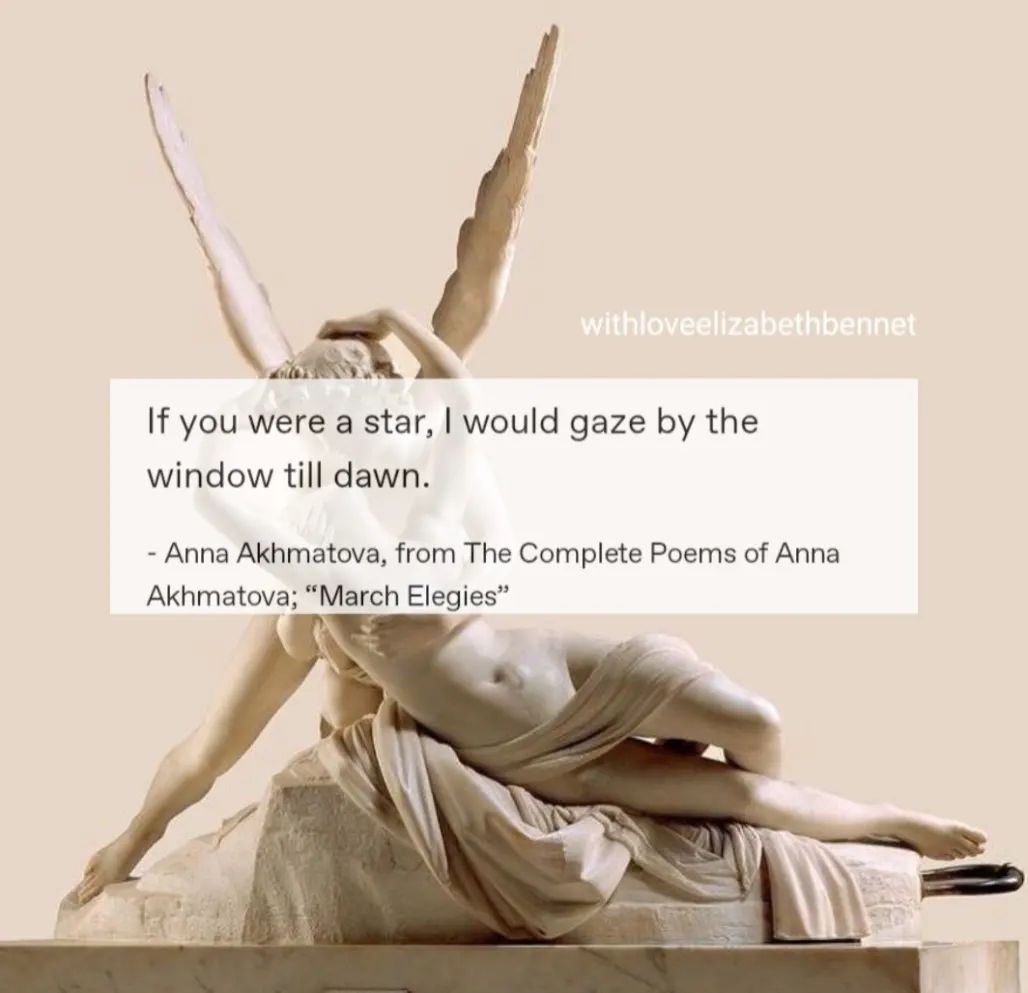 withloveelizabethbennet
If you were a star, I would gaze by the
window till dawn.
- Anna Akhmatova, from The Complete Poems of Anna
Akhmatova; “March Elegies”